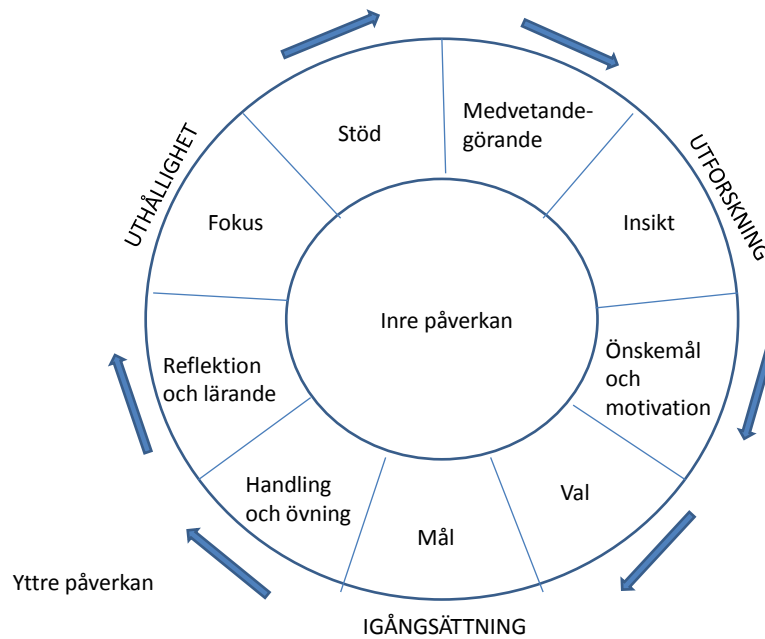 Medvetande-
görande
Stöd
UTHÅLLIGHET
UTFORSKNING
Fokus
Insikt
Inre påverkan
Önskemål
och
motivation
Reflektion
och lärande
Handling
och övning
Val
Mål
Yttre påverkan
IGÅNGSÄTTNING